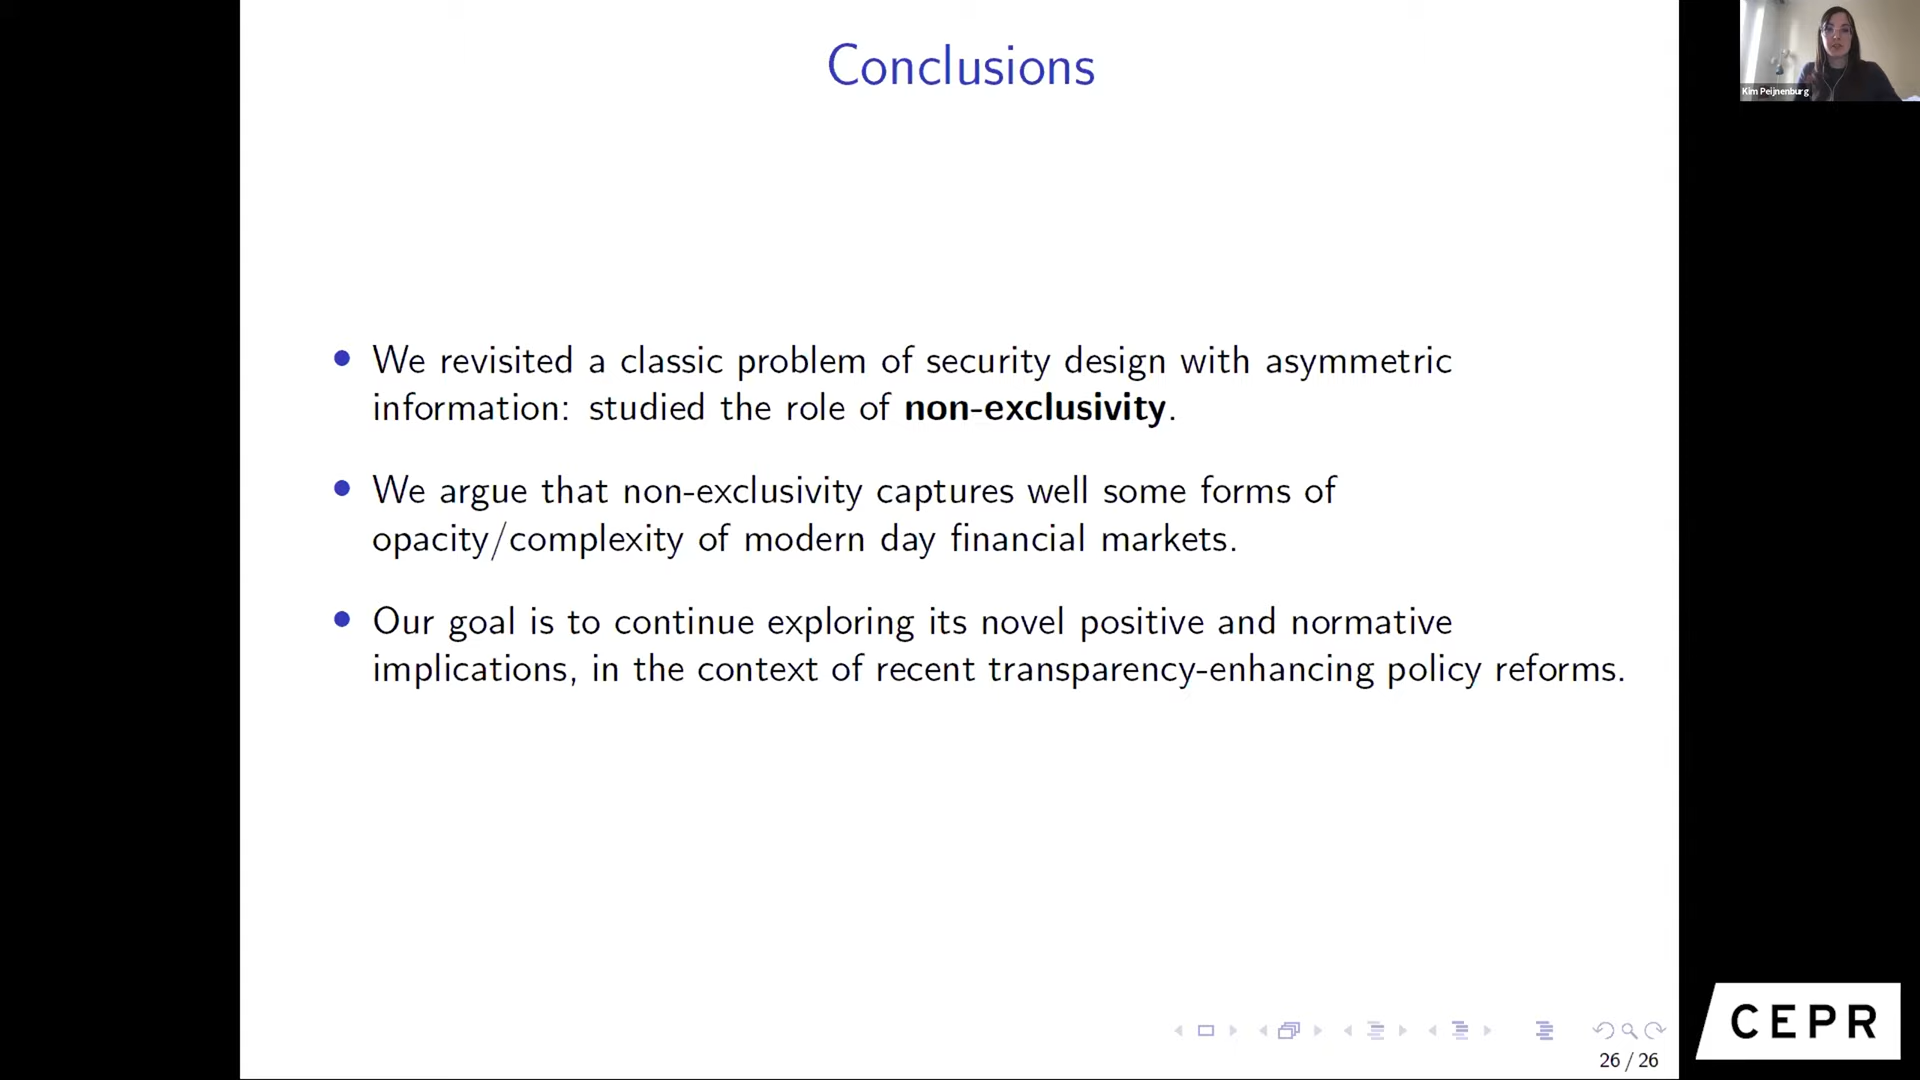 Conclusions
Kim Peijnenburg
• We revisited a classic problem of security design with asymmetric
information: studied the role of non-exclusivity.
• We argue that non-exclusivity captures well some forms of
opacity/complexity of modern day financial markets.
• Our goal is to continue exploring its novel positive and normative
implications, in the context of recent transparency-enhancing policy reforms.
CEPR
26 / 26